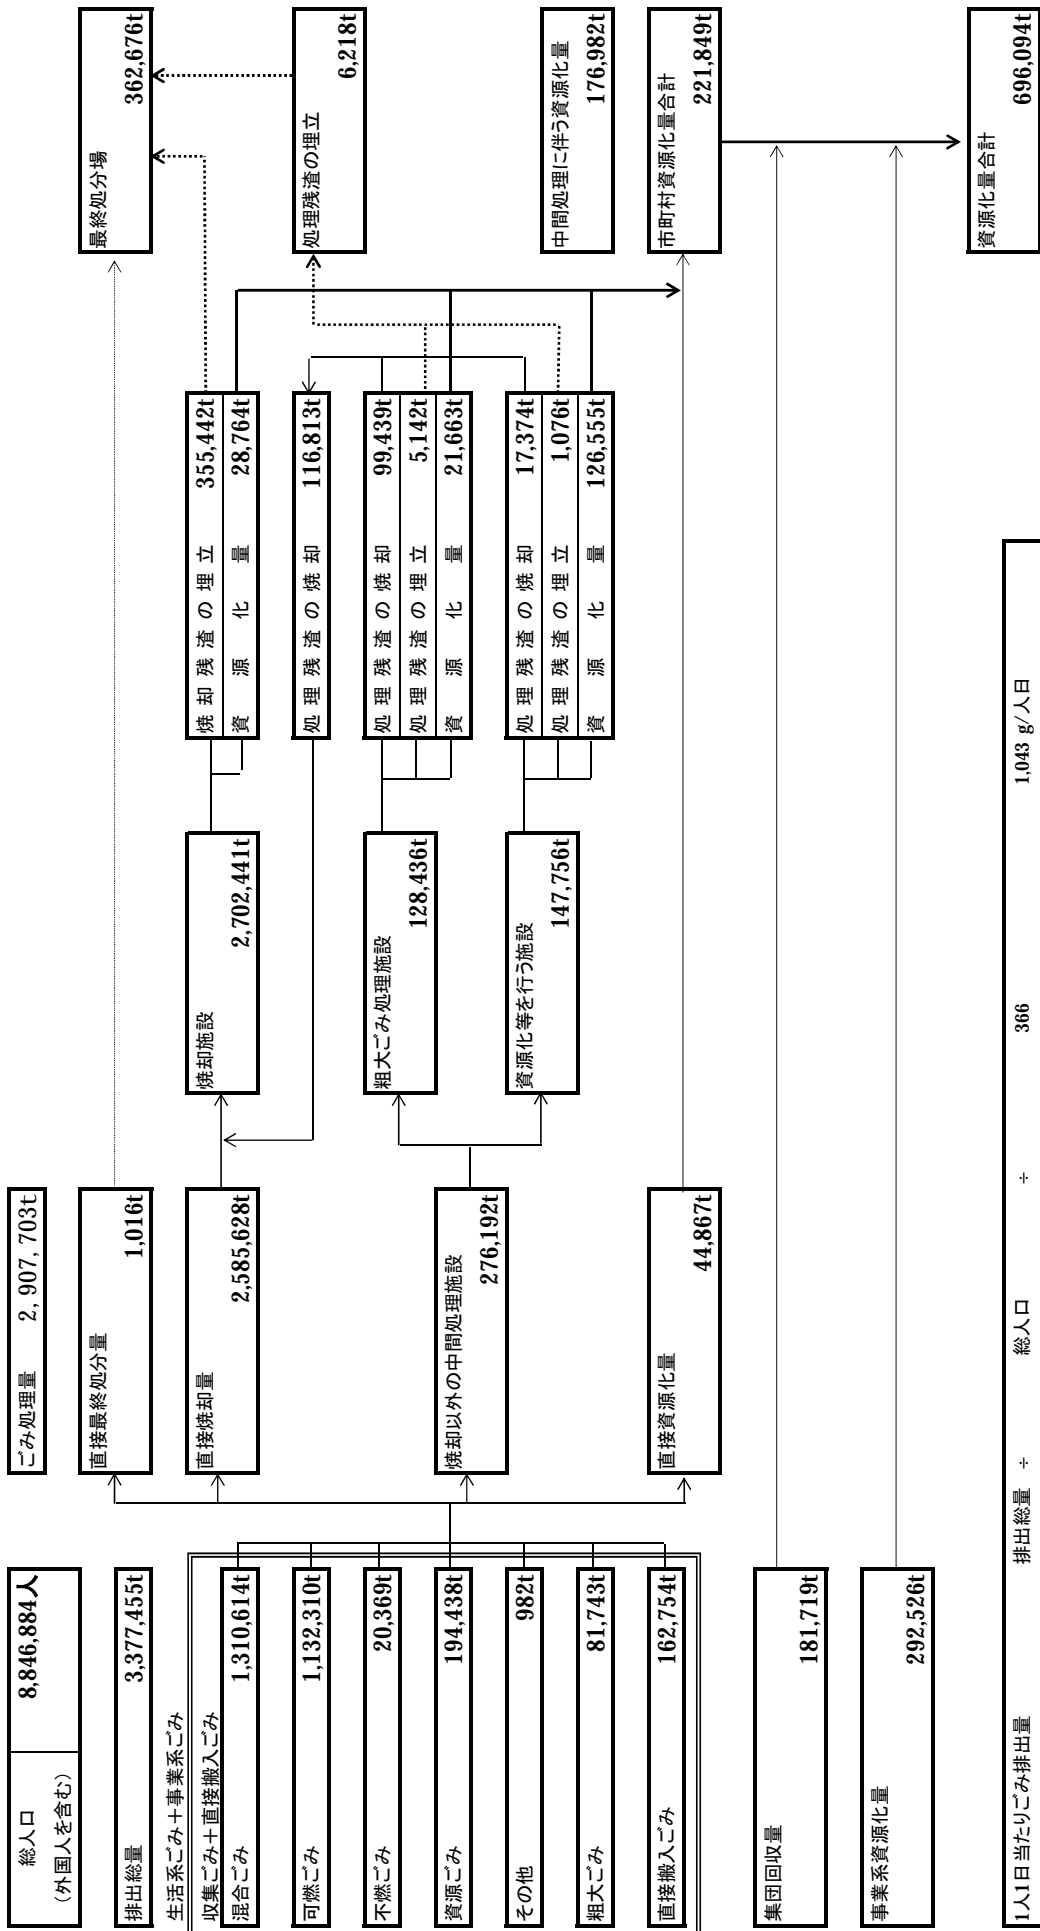 総人口
(外国人を含む)
8,846,884人
排出総量
3,377,455t
生活系ごみ＋事業系ごみ
収集ごみ＋直接搬入ごみ
混合ごみ
1,310,614t
可燃ごみ
1,132,310t
不燃ごみ
20,369t
資源ごみ
194,438t
その他
982t
粗大ごみ
81,743t
直接搬入ごみ
162,754t
集団回収量
181,719t
事業系資源化量
292,526t
ごみ処理量 2,907,703t
直接最終処分量
1,016t
直接焼却量
2,585,628t
焼却以外の中間処理施設
276,192t
直接資源化量
44,867t
焼却施設
2,702,441t
粗大ごみ処理施設
128,436t
資源化等を行う施設
147,756t
焼却残渣の埋立 355,442t
資源化量 28,764t
処理残渣の焼却 116,813t
処理残渣の焼却 99,439t
処理残渣の埋立 5,142t
資源化量 21,663t
処理残渣の焼却 17,374t
処理残渣の埋立 1,076t
資源化量 126,555t
最終処分場
362,676t
処理残渣の埋立
6,218t
中間処理に伴う資源化量
176,982t
市町村資源化量合計
221,849t
資源化量合計
696,094t
1人1日当たりごみ排出量 排出総量 ÷ 総人口 ÷ 366 1,043 g/人日